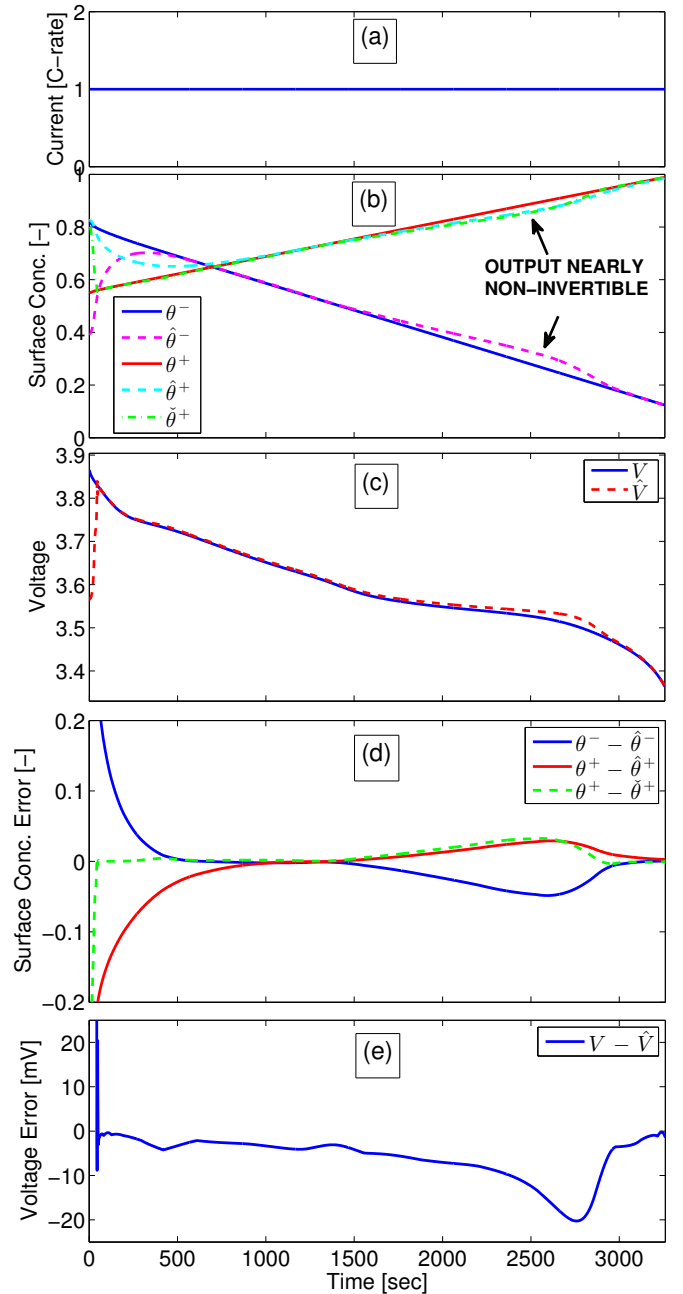 2
(a)
1
Current [C-rate]
0
1
(b)
0.8
0.6
0.4
0.2
0
Surface Conc. [-]
OUTPUT NEARLY
NON-INVERTIBLE
θ⁻
θ̂⁻
θ⁺
θ̂⁺
θ̌⁺
3.9
3.8
3.7
3.6
3.5
3.4
Voltage
(c)
V
V̂
0.2
0.1
0
−0.1
−0.2
Surface Conc. Error [-]
(d)
θ⁻ − θ̂⁻
θ⁺ − θ̂⁺
θ⁺ − θ̌⁺
20
10
0
−10
−20
Voltage Error [mV]
(e)
V − V̂
0 500 1000 1500 2000 2500 3000
Time [sec]